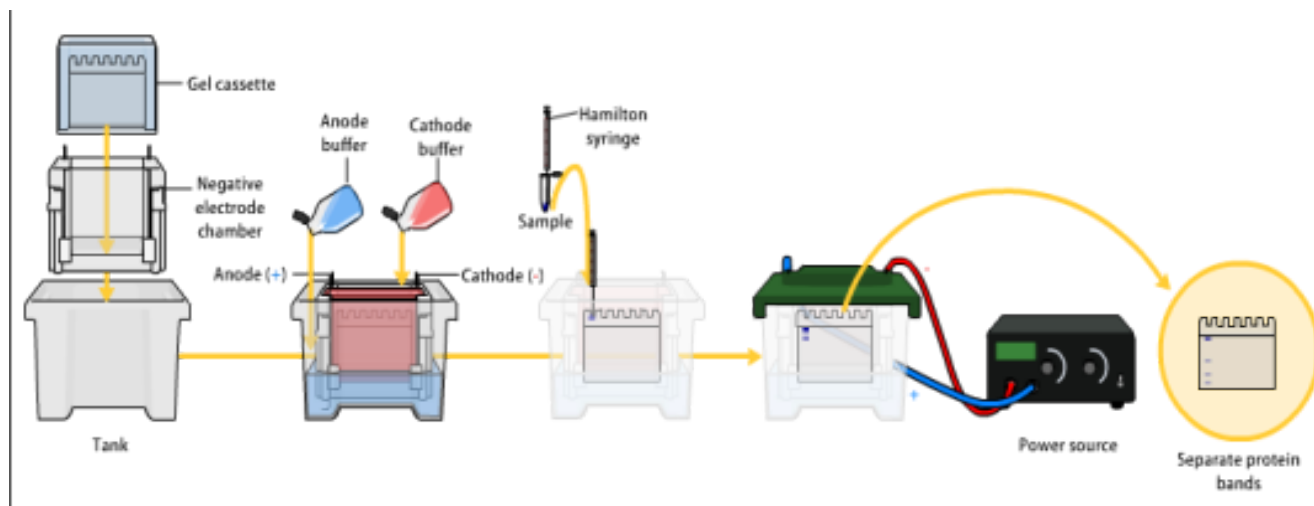 Gel cassette
Negative
electrode
chamber
Tank
Anode
buffer
Cathode
buffer
Anode (+)
Cathode (-)
Hamilton
syringe
Sample
-
+
Power source
Separate protein
bands